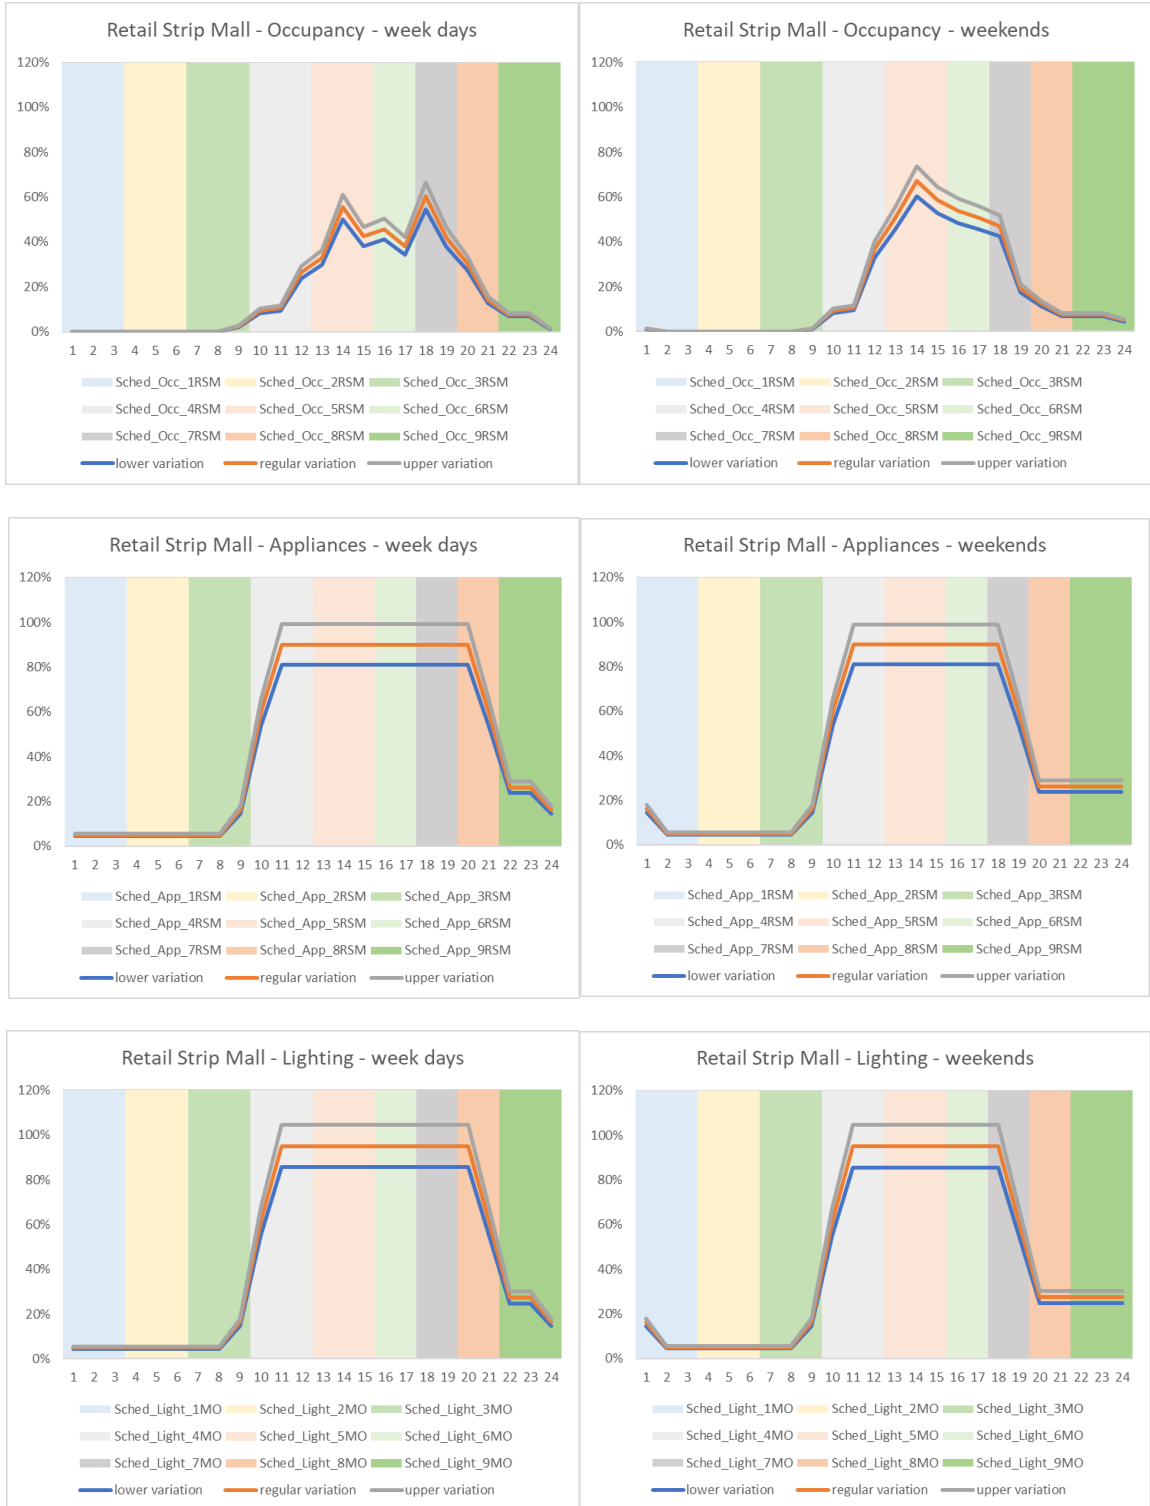 Retail Strip Mall - Occupancy - week days
120%
100%
80%
60%
40%
20%
0%
1 2 3 4 5 6 7 8 9 10 11 12 13 14 15 16 17 18 19 20 21 22 23 24
Sched_Occ_1RSM Sched_Occ_2RSM Sched_Occ_3RSM
Sched_Occ_4RSM Sched_Occ_5RSM Sched_Occ_6RSM
Sched_Occ_7RSM Sched_Occ_8RSM Sched_Occ_9RSM
lower variation regular variation upper variation
Retail Strip Mall - Occupancy - weekends
120%
100%
80%
60%
40%
20%
0%
1 2 3 4 5 6 7 8 9 10 11 12 13 14 15 16 17 18 19 20 21 22 23 24
Sched_Occ_1RSM Sched_Occ_2RSM Sched_Occ_3RSM
Sched_Occ_4RSM Sched_Occ_5RSM Sched_Occ_6RSM
Sched_Occ_7RSM Sched_Occ_8RSM Sched_Occ_9RSM
lower variation regular variation upper variation
Retail Strip Mall - Appliances - week days
120%
100%
80%
60%
40%
20%
0%
1 2 3 4 5 6 7 8 9 10 11 12 13 14 15 16 17 18 19 20 21 22 23 24
Sched_App_1RSM Sched_App_2RSM Sched_App_3RSM
Sched_App_4RSM Sched_App_5RSM Sched_App_6RSM
Sched_App_7RSM Sched_App_8RSM Sched_App_9RSM
lower variation regular variation upper variation
Retail Strip Mall - Appliances - weekends
120%
100%
80%
60%
40%
20%
0%
1 2 3 4 5 6 7 8 9 10 11 12 13 14 15 16 17 18 19 20 21 22 23 24
Sched_App_1RSM Sched_App_2RSM Sched_App_3RSM
Sched_App_4RSM Sched_App_5RSM Sched_App_6RSM
Sched_App_7RSM Sched_App_8RSM Sched_App_9RSM
lower variation regular variation upper variation
Retail Strip Mall - Lighting - week days
120%
100%
80%
60%
40%
20%
0%
1 2 3 4 5 6 7 8 9 10 11 12 13 14 15 16 17 18 19 20 21 22 23 24
Sched_Light_1MO Sched_Light_2MO Sched_Light_3MO
Sched_Light_4MO Sched_Light_5MO Sched_Light_6MO
Sched_Light_7MO Sched_Light_8MO Sched_Light_9MO
lower variation regular variation upper variation
Retail Strip Mall - Lighting - weekends
120%
100%
80%
60%
40%
20%
0%
1 2 3 4 5 6 7 8 9 10 11 12 13 14 15 16 17 18 19 20 21 22 23 24
Sched_Light_1MO Sched_Light_2MO Sched_Light_3MO
Sched_Light_4MO Sched_Light_5MO Sched_Light_6MO
Sched_Light_7MO Sched_Light_8MO Sched_Light_9MO
lower variation regular variation upper variation